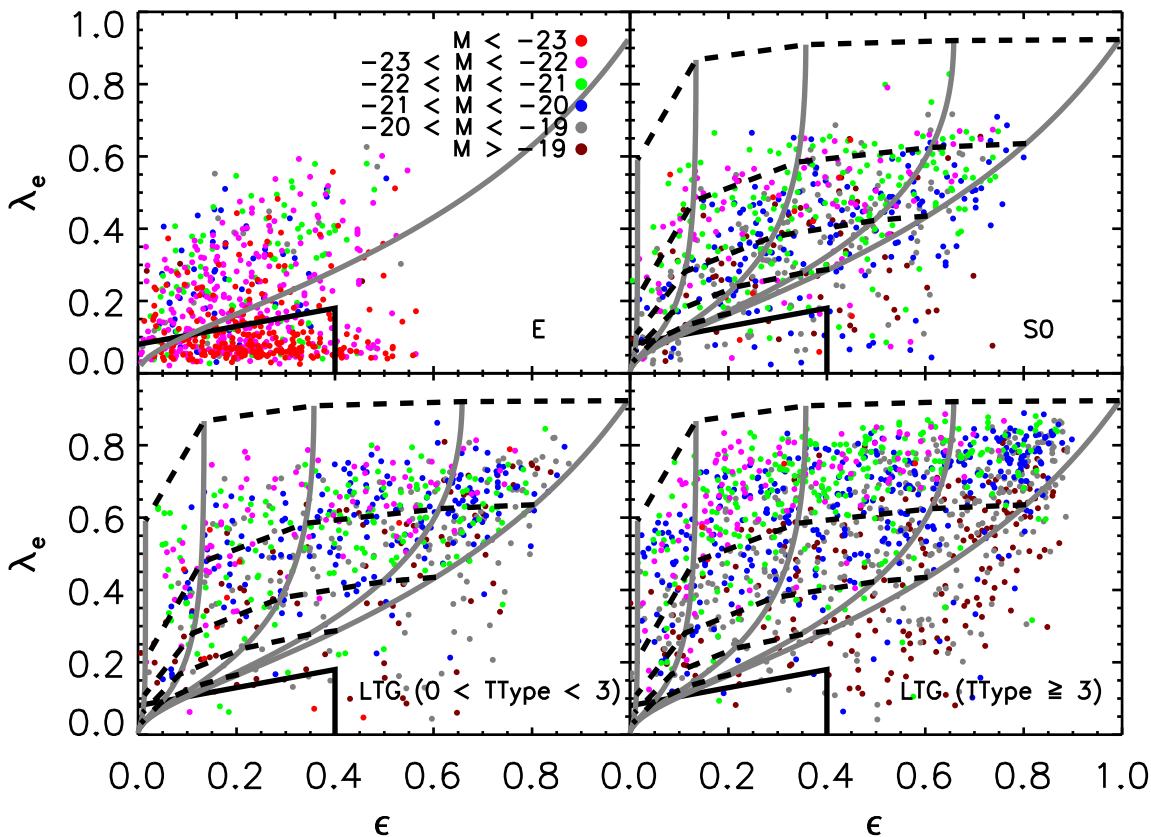 1.0
0.8
0.6
0.4
0.2
0.0
λe
M < −23
−23 < M < −22
−22 < M < −21
−21 < M < −20
−20 < M < −19
M > −19
E
S0
0.8
0.6
0.4
0.2
0.0
λe
LTG (0 < TType < 3)
LTG (TType ≧ 3)
0.0 0.2 0.4 0.6 0.8 0.0 0.2 0.4 0.6 0.8 1.0
ϵ ϵ